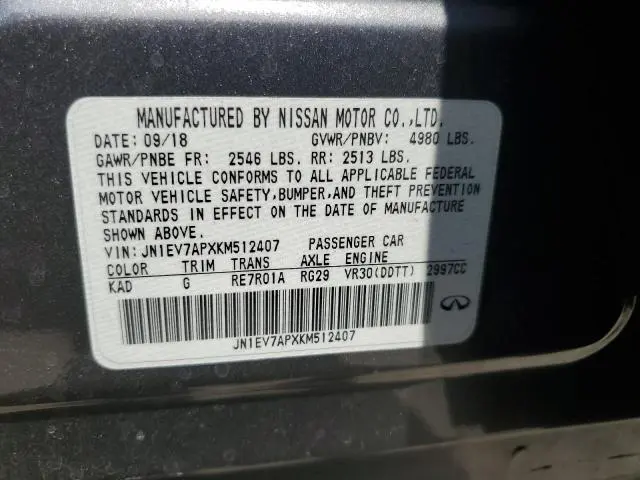 MANUFACTURED BY NISSAN MOTOR CO.,LTD.
DATE: 09/18 GVWR/PNBV: 4980 LBS.
GAWR/PNBE FR: 2546 LBS. RR: 2513 LBS.
THIS VEHICLE CONFORMS TO ALL APPLICABLE FEDERAL
MOTOR VEHICLE SAFETY,BUMPER,AND THEFT PREVENTION
STANDARDS IN EFFECT ON THE DATE OF MANUFACTURE
SHOWN ABOVE.
VIN:JN1EV7APXKM512407 PASSENGER CAR
COLOR TRIM TRANS AXLE ENGINE
KAD G RE7R01A RG29 VR30(DDTT) 2997CC
JN1EV7APXKM512407